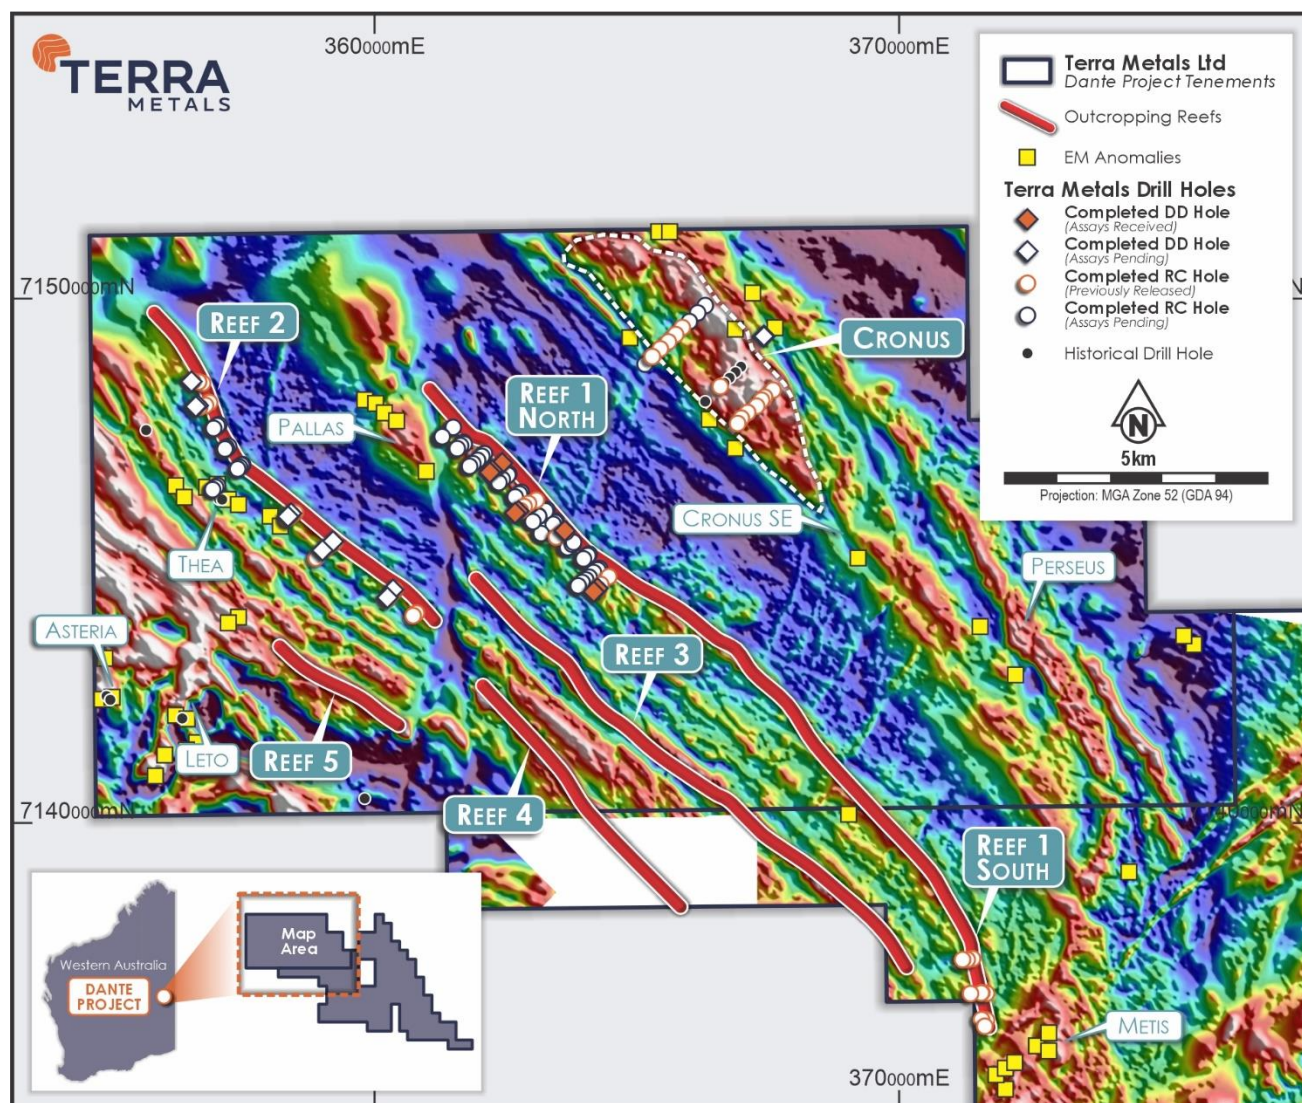 360000mE
370000mE
TERRA
METALS
Terra Metals Ltd
Dante Project Tenements
Outcropping Reefs
EM Anomalies
Terra Metals Drill Holes
Completed DD Hole
(Assays Received)
Completed DD Hole
(Assays Pending)
Completed RC Hole
(Previously Released)
Completed RC Hole
(Assays Pending)
Historical Drill Hole
N
5km
Projection: MGA Zone 52 (GDA 94)
7150000mN
N
REEF 2
CRONUS
REEF 1
NORTH
PALLAS
CRONUS SE
THEA
PERSEUS
ASTERIA
REEF 3
LETO
REEF 5
REEF 4
7140000mN
REEF 1
SOUTH
Map
Area
Western Australia
DANTE
PROJECT
METIS
370000mE